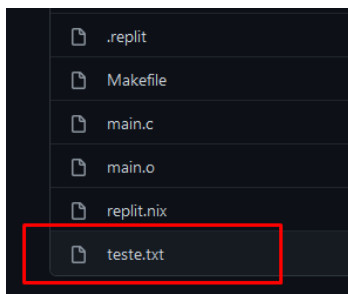 .replit
Makefile
main.c
main.o
replit.nix
teste.txt